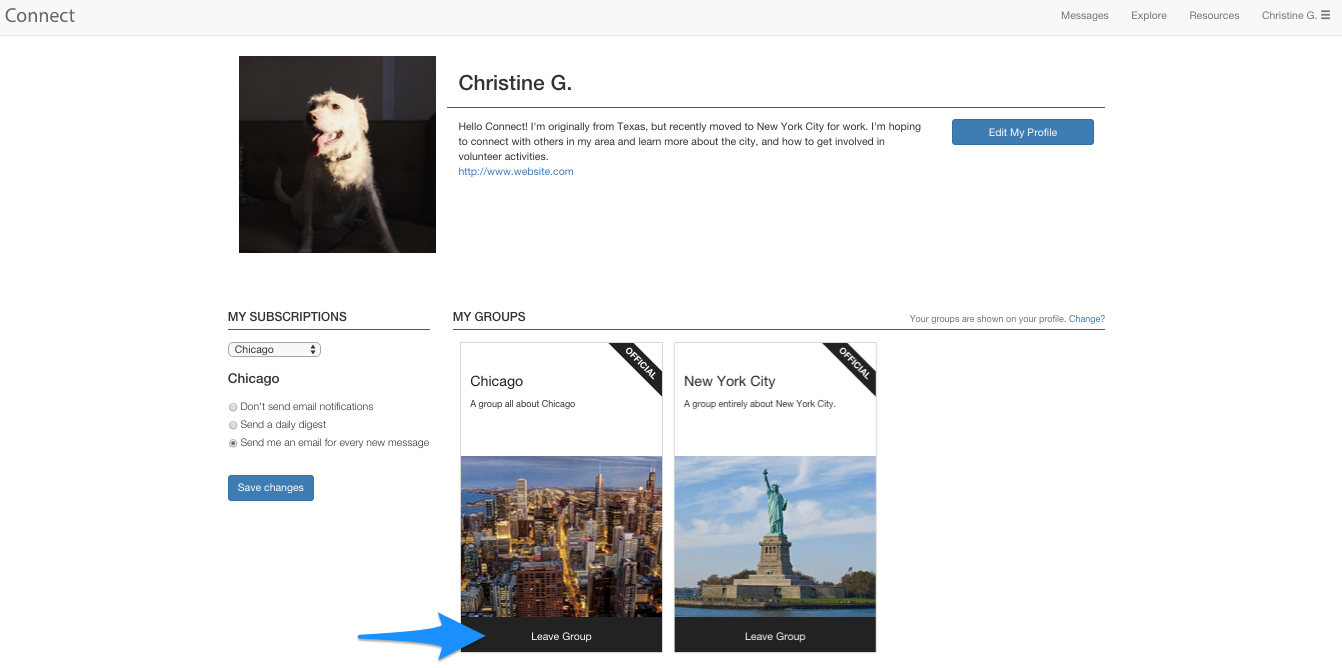 Connect
Messages
Explore
Resources
Christine G.
Christine G.
Hello Connect! I'm originally from Texas, but recently moved to New York City for work. I'm hoping
to connect with others in my area and learn more about the city, and how to get involved in
volunteer activities.
http://www.website.com
Edit My Profile
MY SUBSCRIPTIONS
Chicago
Chicago
Don't send email notifications
Send a daily digest
Send me an email for every new message
Save changes
MY GROUPS
Your groups are shown on your profile. Change?
OFFICIAL
Chicago
A group all about Chicago
Leave Group
OFFICIAL
New York City
A group entirely about New York City.
Leave Group